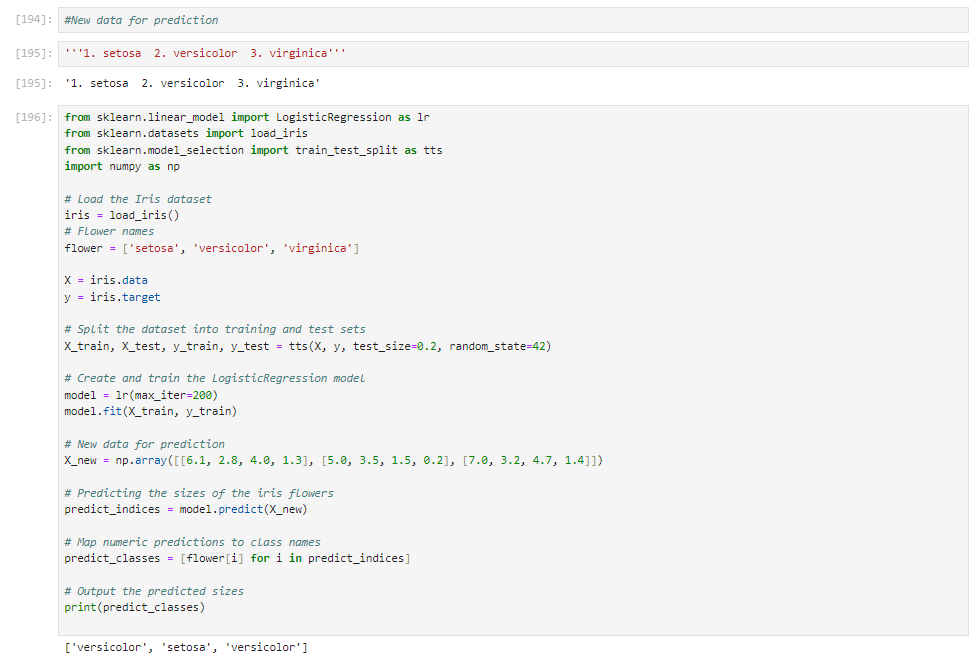 [194]: #New data for prediction
[195]: '''1. setosa  2. versicolor  3. virginica'''
[195]: '1. setosa  2. versicolor  3. virginica'
[196]: from sklearn.linear_model import LogisticRegression as lr
from sklearn.datasets import load_iris
from sklearn.model_selection import train_test_split as tts
import numpy as np
# Load the Iris dataset
iris = load_iris()
# Flower names
flower = ['setosa', 'versicolor', 'virginica']
X = iris.data
y = iris.target
# Split the dataset into training and test sets
X_train, X_test, y_train, y_test = tts(X, y, test_size=0.2, random_state=42)
# Create and train the LogisticRegression model
model = lr(max_iter=200)
model.fit(X_train, y_train)
# New data for prediction
X_new = np.array([[6.1, 2.8, 4.0, 1.3], [5.0, 3.5, 1.5, 0.2], [7.0, 3.2, 4.7, 1.4]])
# Predicting the sizes of the iris flowers
predict_indices = model.predict(X_new)
# Map numeric predictions to class names
predict_classes = [flower[i] for i in predict_indices]
# Output the predicted sizes
print(predict_classes)
['versicolor', 'setosa', 'versicolor']